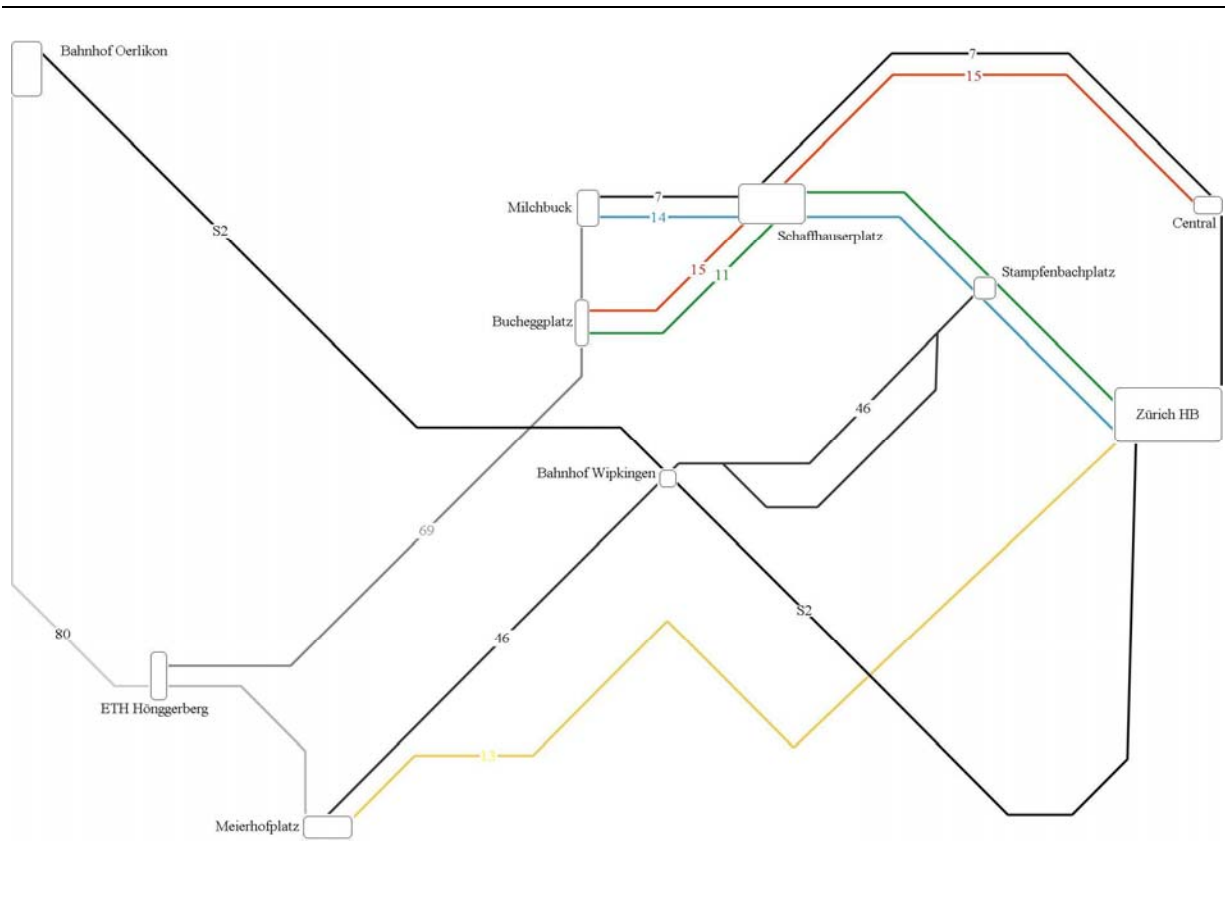 Bahnhof Oerlikon
7
15
Milchbuck
7
14
Central
Schaffhauserplatz
S2
15
11
Stampfenbachplatz
Bucheggplatz
46
Zürich HB
Bahnhof Wipkingen
69
S2
80
46
ETH Hönggerberg
13
Meierhofplatz